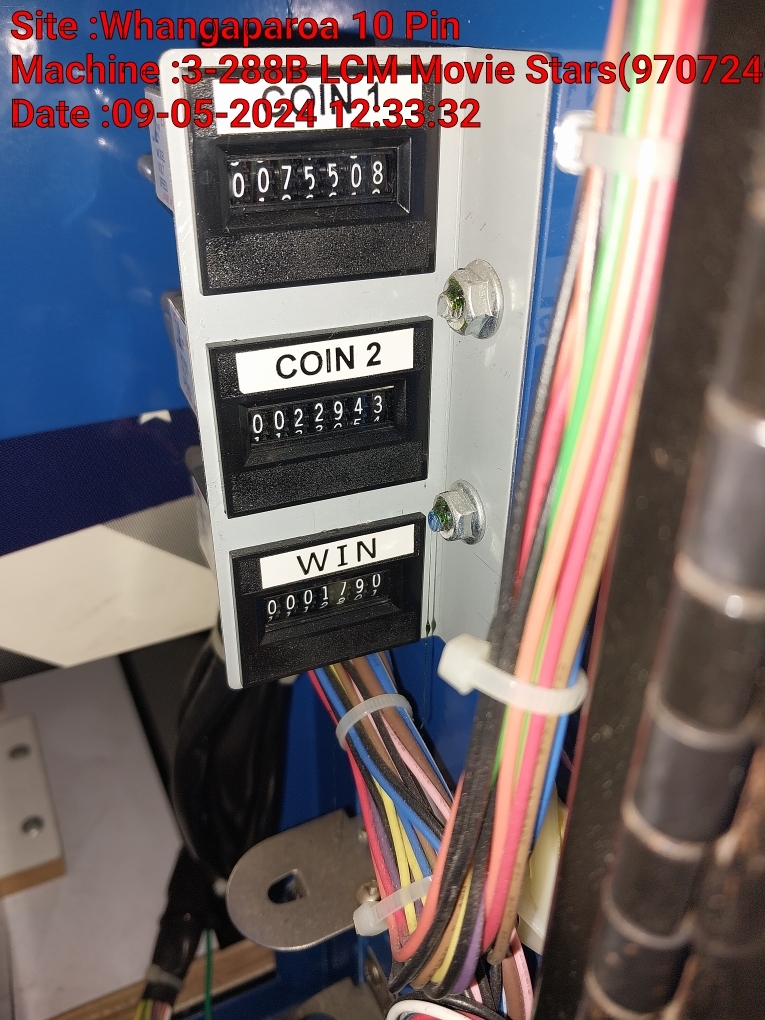 Site :Whangaparoa 10 Pin
Machine :3-288B LCM Movie Stars(970724
Date :09-05-2024 12:33:32
COIN 1
0075508
COIN 2
0022943
WIN
0001790